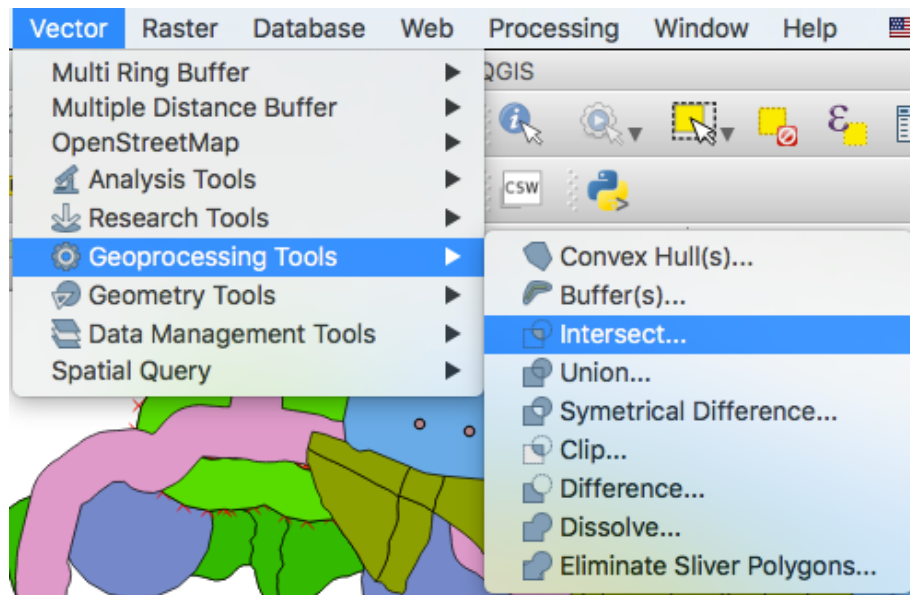 Vector Raster Database Web Processing Window Help
QGIS
Multi Ring Buffer
Multiple Distance Buffer
OpenStreetMap
Analysis Tools
Research Tools
Geoprocessing Tools
Geometry Tools
Data Management Tools
Spatial Query
ε
CSW
Convex Hull(s)...
Buffer(s)...
Intersect...
Union...
Symetrical Difference...
Clip...
Difference...
Dissolve...
Eliminate Sliver Polygons...